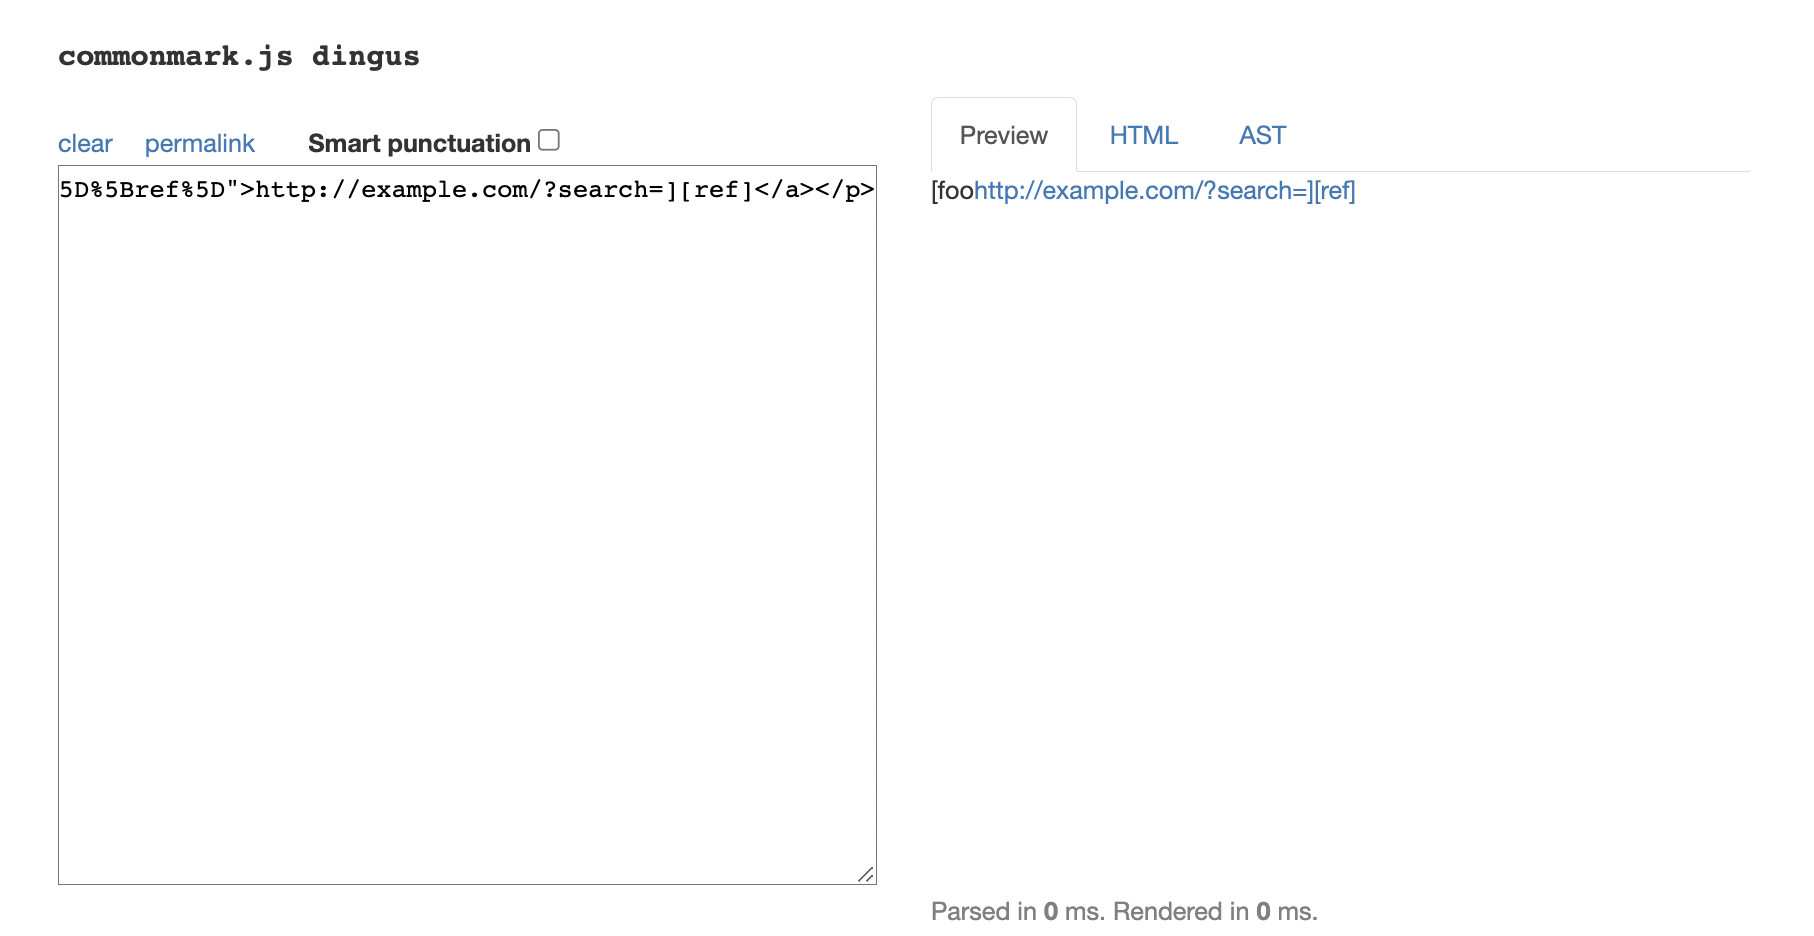 commonmark.js dingus
clear permalink Smart punctuation
Preview HTML AST
5D%5Bref%5D">http://example.com/?search=][ref]</a></p>
[foohttp://example.com/?search=][ref]
Parsed in 0 ms. Rendered in 0 ms.